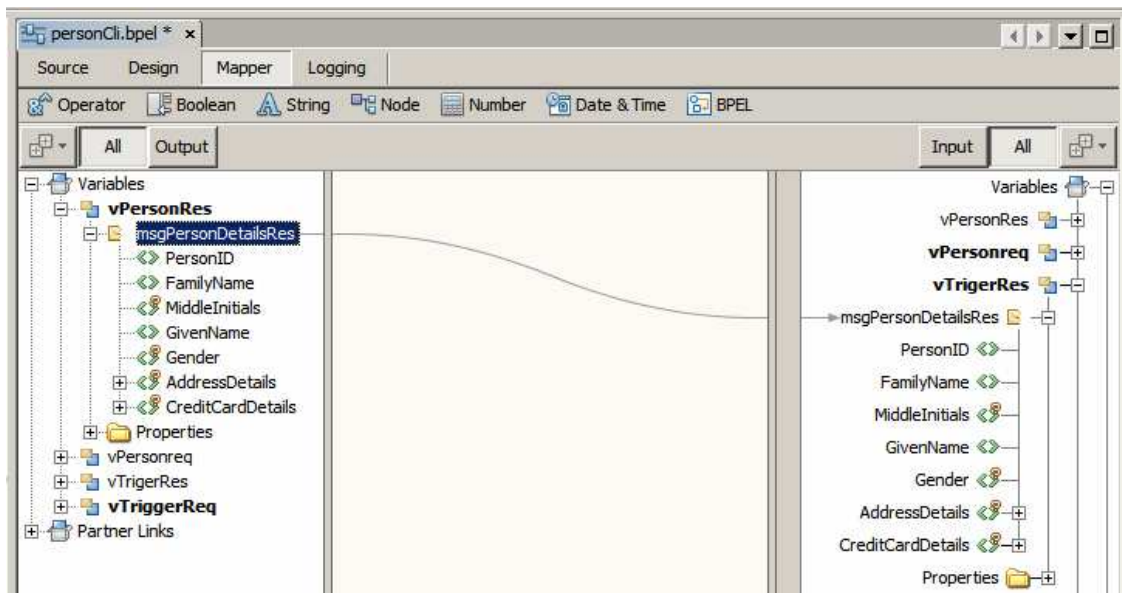 personCli.bpel *
Source Design Mapper Logging
Operator Boolean String Node Number Date & Time BPEL
All Output Input All
Variables
vPersonRes
msgPersonDetailsRes
PersonID
FamilyName
MiddleInitials
GivenName
Gender
AddressDetails
CreditCardDetails
Properties
vPersonreq
vTrigerRes
vTriggerReq
Partner Links
Variables
vPersonRes
vPersonreq
vTrigerRes
msgPersonDetailsRes
PersonID
FamilyName
MiddleInitials
GivenName
Gender
AddressDetails
CreditCardDetails
Properties